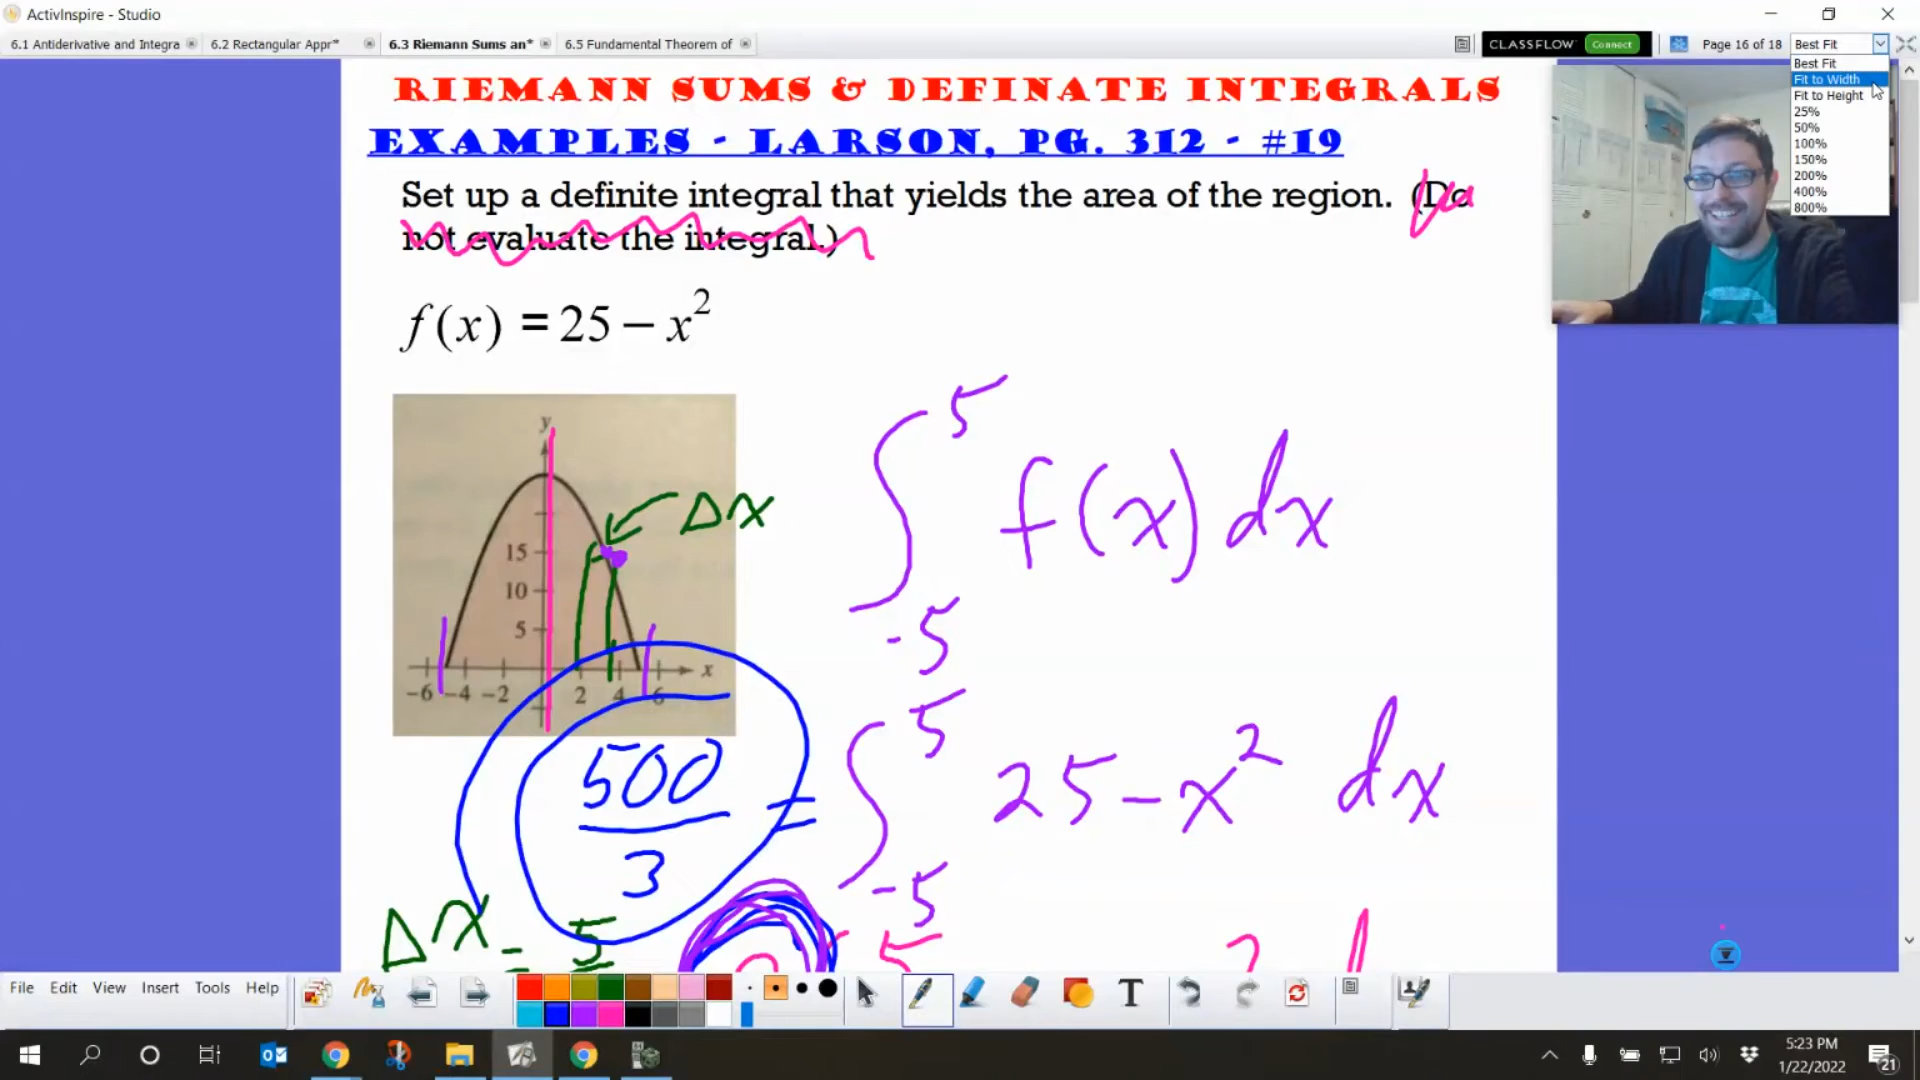 ActivInspire - Studio
6.1 Antiderivative and Integra
6.2 Rectangular Appr*
6.3 Riemann Sums an*
6.5 Fundamental Theorem of
CLASSFLOW Connect
Page 16 of 18
Best Fit
Best Fit
Fit to Width
Fit to Height
25%
50%
100%
150%
200%
400%
800%
RIEMANN SUMS & DEFINATE INTEGRALS
EXAMPLES - LARSON, PG. 312 - #19
Set up a definite integral that yields the area of the region. (Do
not evaluate the integral.)
f(x) = 25 − x²
y
15
10
5
-6 -4 -2 2 4 6 x
Δx
∫ 5 -5 f(x) dx
500/3 = ∫ 5 -5 25 - x² dx
Δx = 5
5 2
File Edit View Insert Tools Help
T
5:23 PM
1/22/2022
21